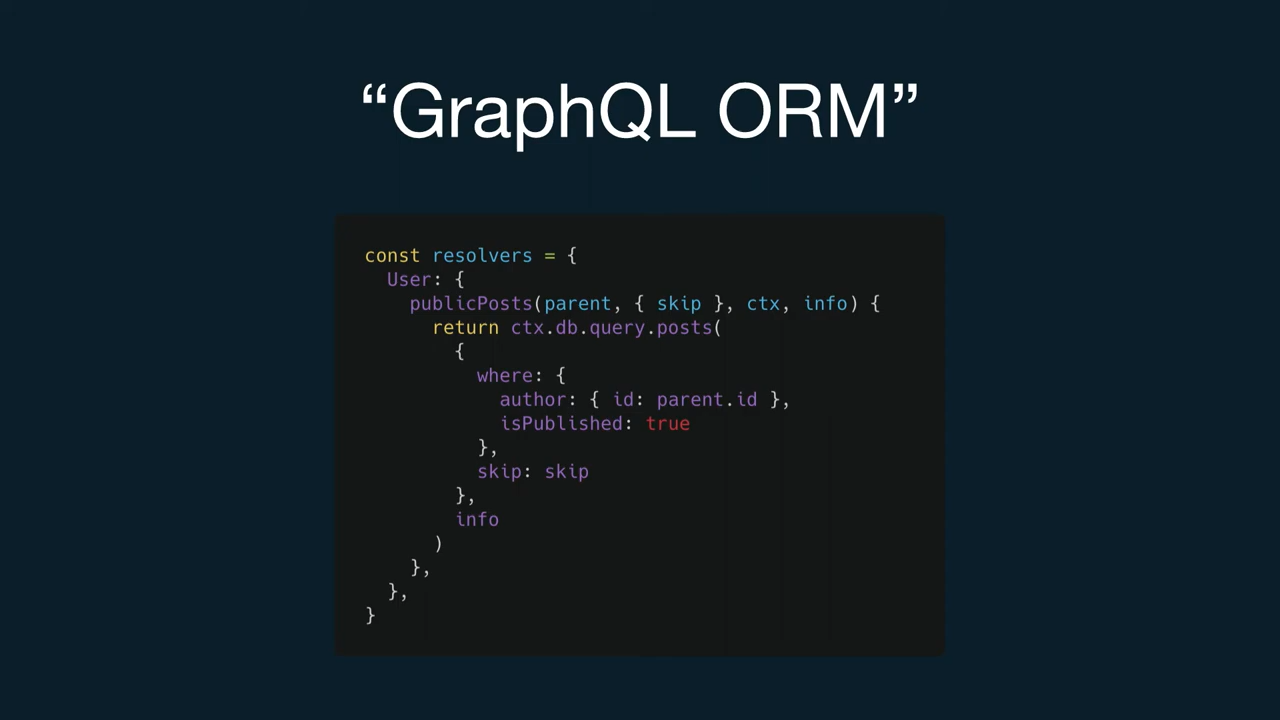 “GraphQL ORM”
const resolvers = {
  User: {
    publicPosts(parent, { skip }, ctx, info) {
      return ctx.db.query.posts(
        {
          where: {
            author: { id: parent.id },
            isPublished: true
          },
          skip: skip
        },
        info
      )
    },
  },
}